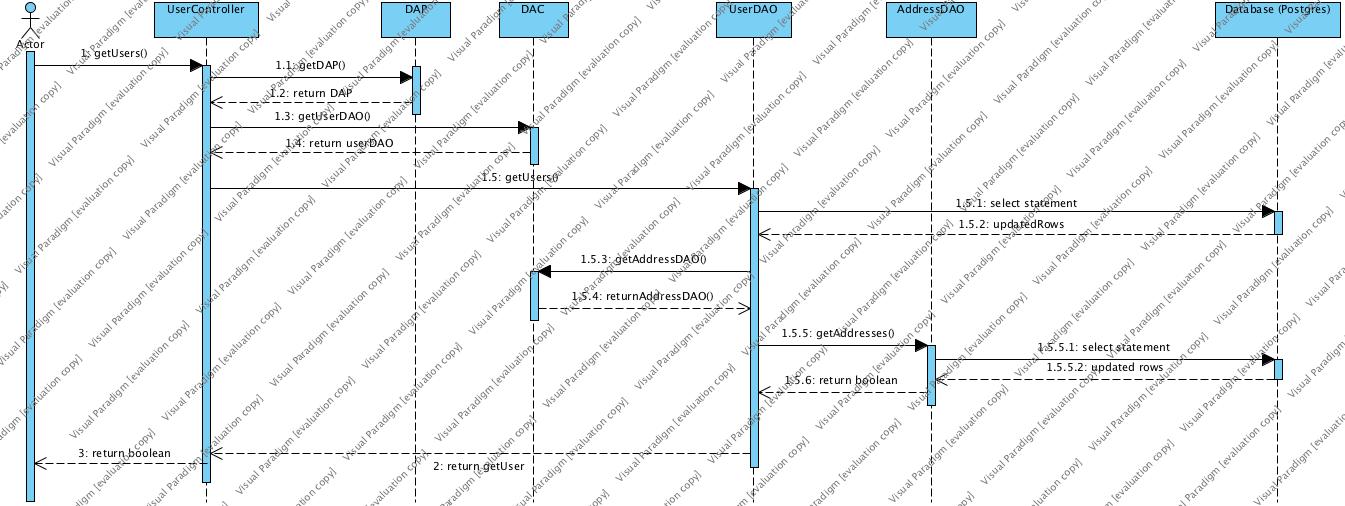 UserController
DAP
DAC
UserDAO
AddressDAO
Database (Postgres)
Actor
1: getUsers()
1.1: getDAP()
1.2: return DAP
1.3: getUserDAO()
1.4: return userDAO
1.5: getUsers()
1.5.1: select statement
1.5.2: updatedRows
1.5.3: getAddressDAO()
1.5.4: returnAddressDAO()
1.5.5: getAddresses()
1.5.5.1: select statement
1.5.5.2: updated rows
1.5.6: return boolean
2: return getUser
3: return boolean
Visual Paradigm [evaluation copy]